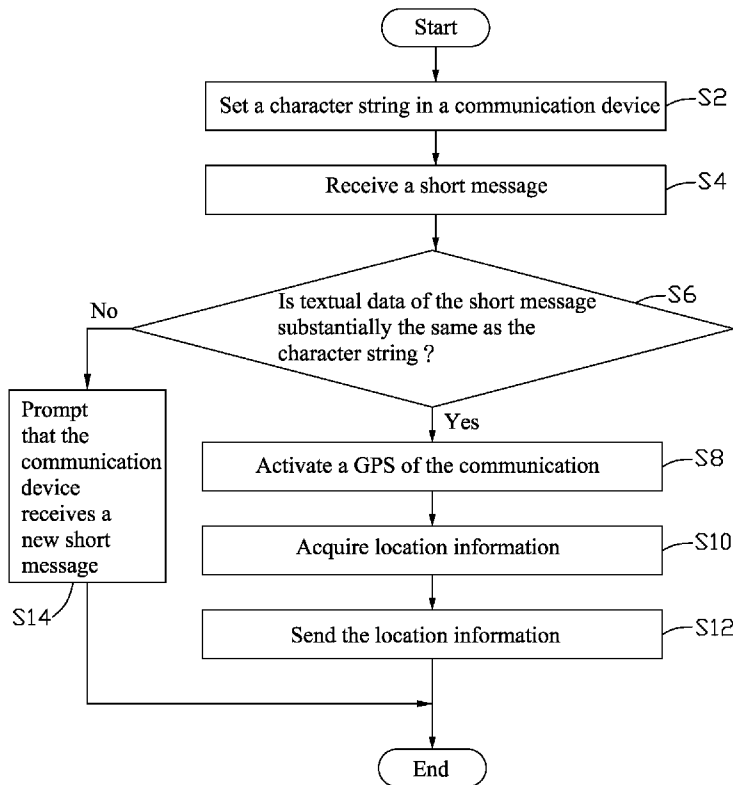 Start
Set a character string in a communication device
S2
Receive a short message
S4
Is textual data of the short message
substantially the same as the
character string ?
S6
No
Yes
Prompt
that the
communication
device
receives a
new short
message
S14
Activate a GPS of the communication
S8
Acquire location information
S10
Send the location information
S12
End